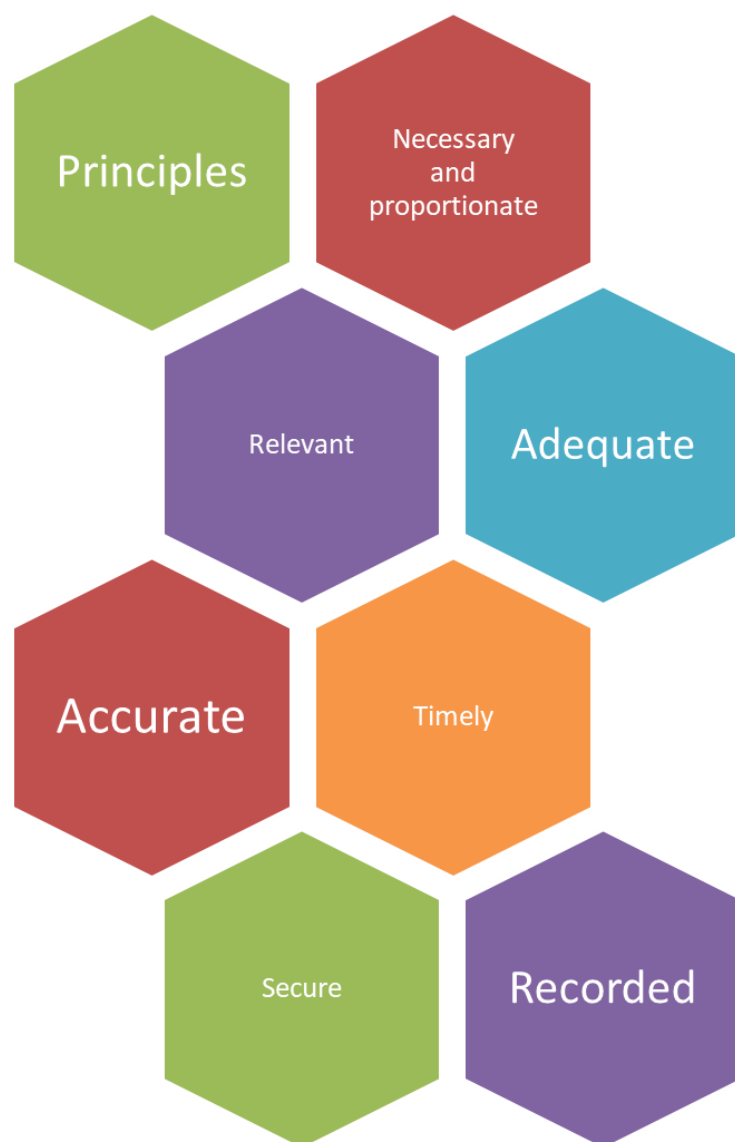 Principles
Necessary
and
proportionate
Relevant
Adequate
Accurate
Timely
Secure
Recorded